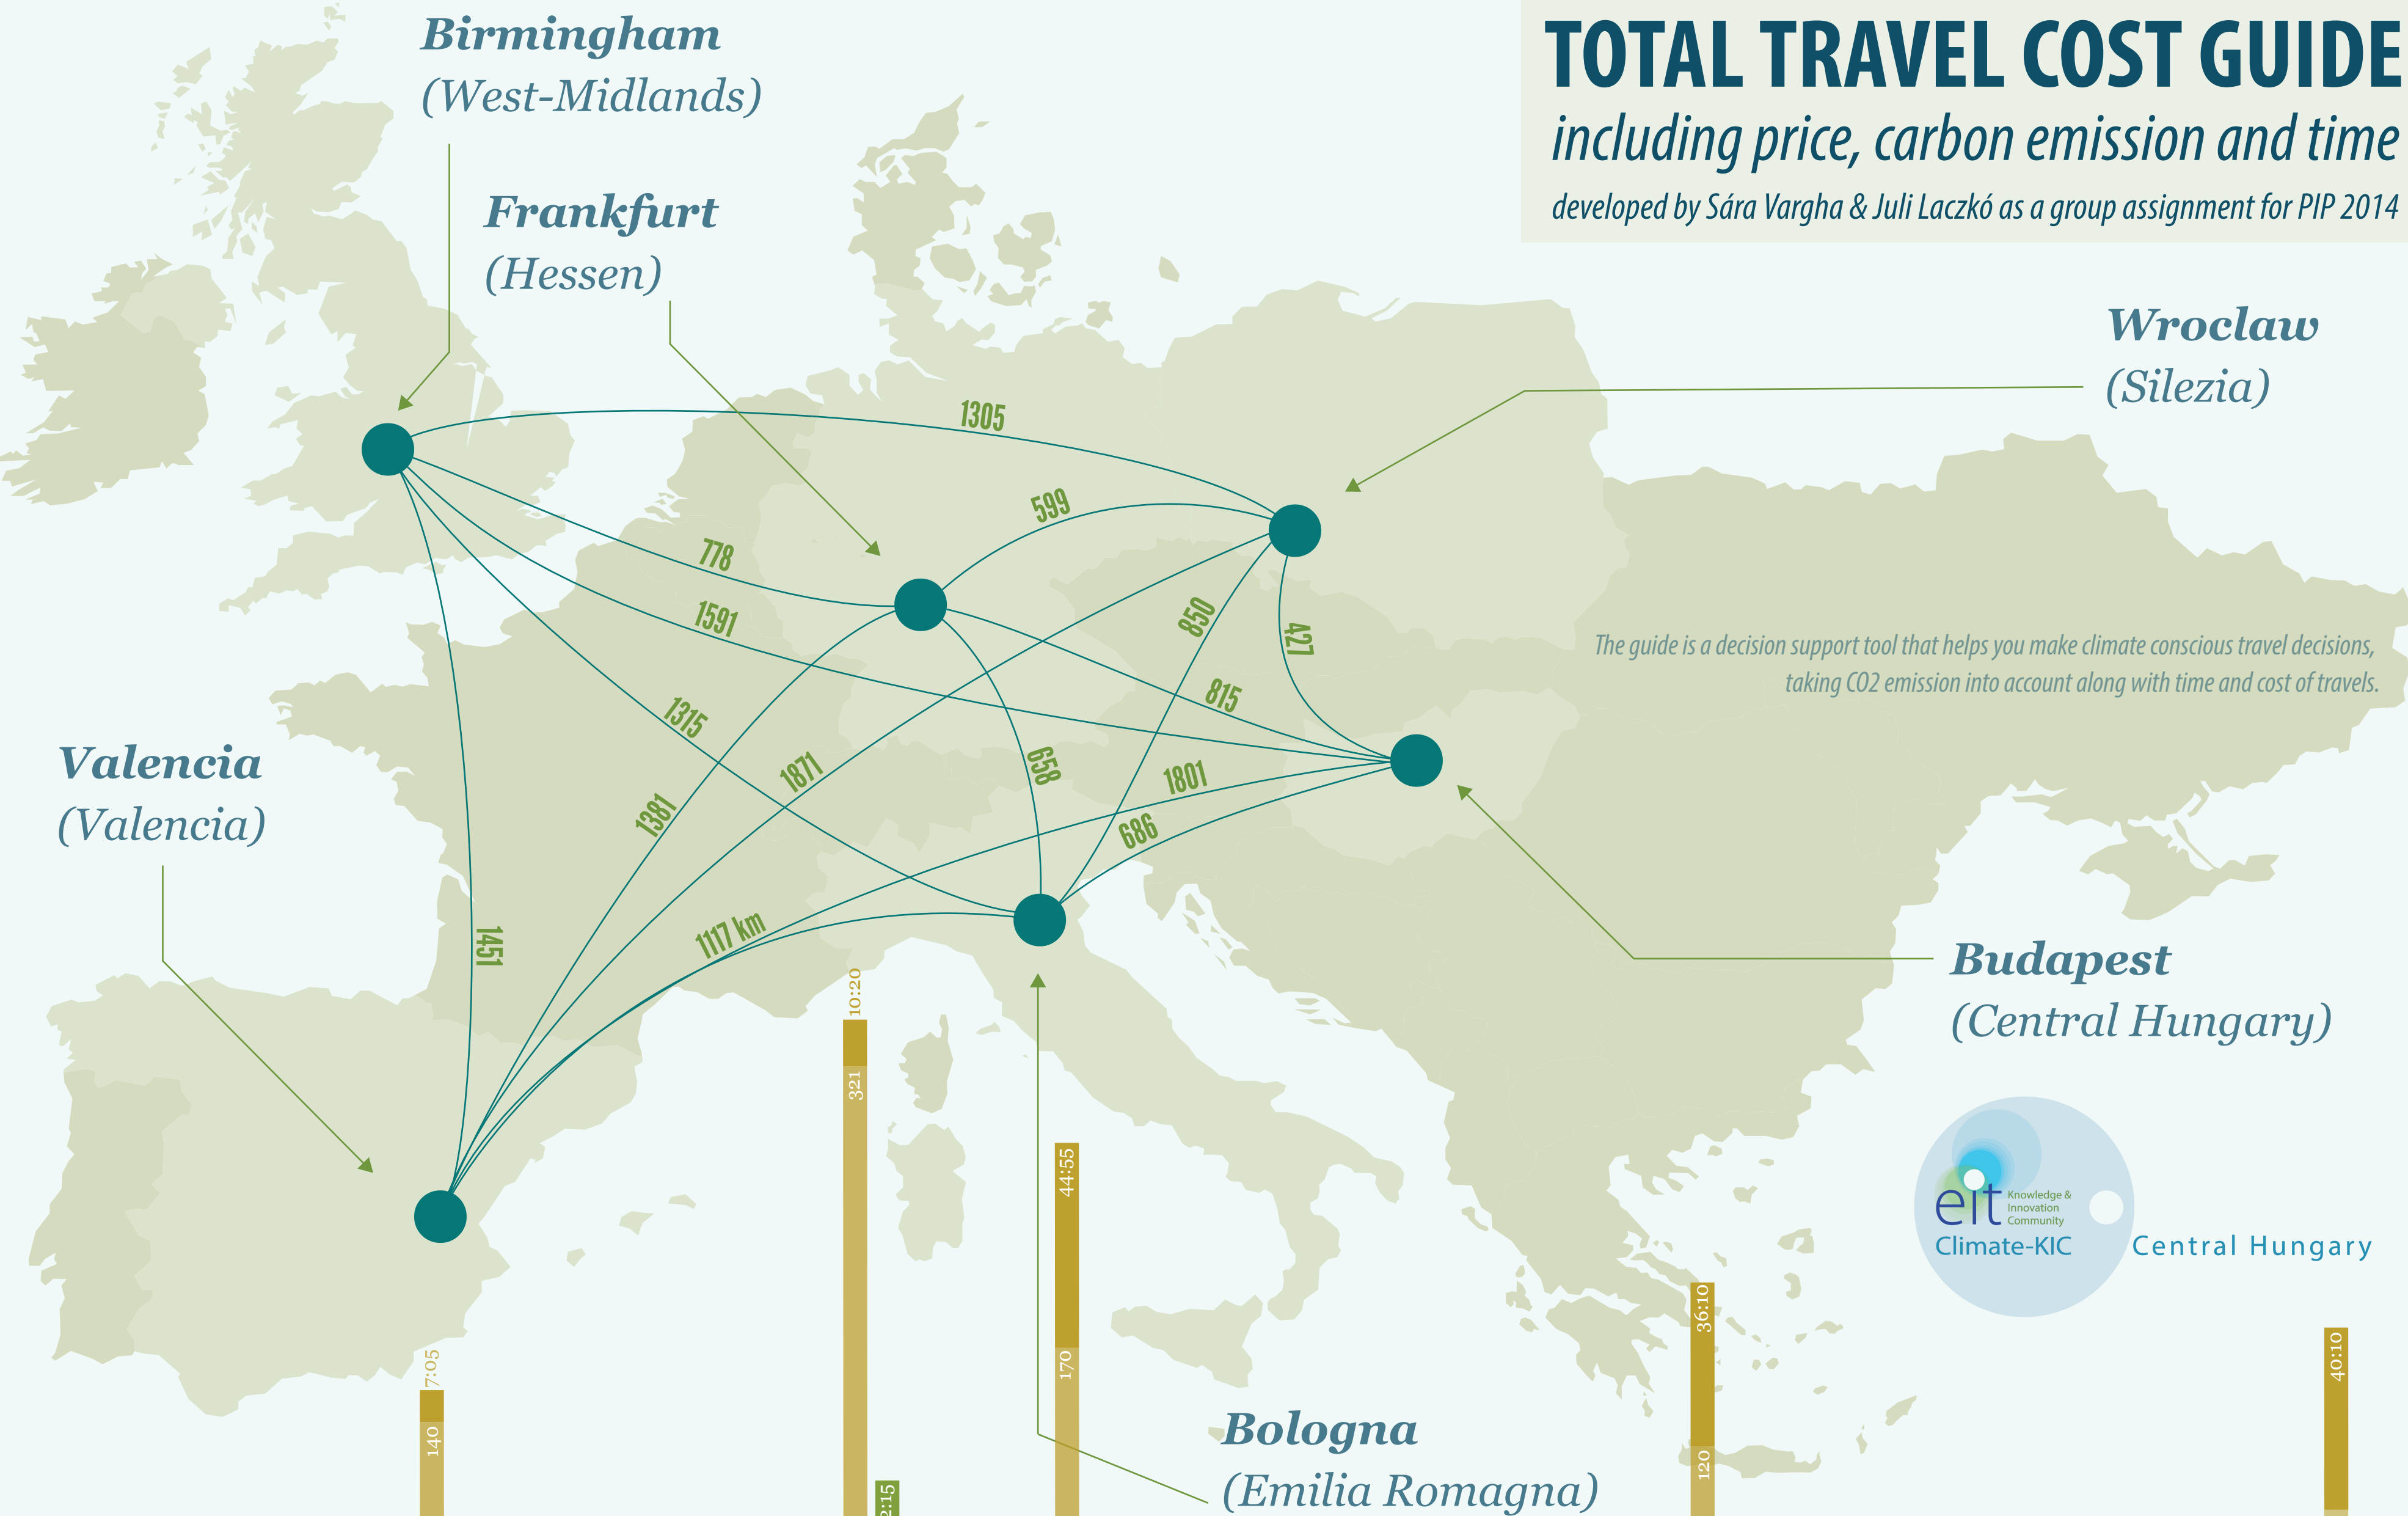 TOTAL TRAVEL COST GUIDE
including price, carbon emission and time
developed by Sára Vargha & Juli Laczkó as a group assignment for PIP 2014
Birmingham
(West-Midlands)
Frankfurt
(Hessen)
Wroclaw
(Silezia)
1305
599
778
1591
850
427
The guide is a decision support tool that helps you make climate conscious travel decisions,
taking CO2 emission into account along with time and cost of travels.
815
1315
658
1871
1801
1381
686
Valencia
(Valencia)
1117 km
1451
Budapest
(Central Hungary)
10:20
321
44:55
170
eit
Knowledge &
Innovation
Community
Climate-KIC
Central Hungary
36:10
120
40:10
7:05
140
Bologna
(Emilia Romagna)
2:15